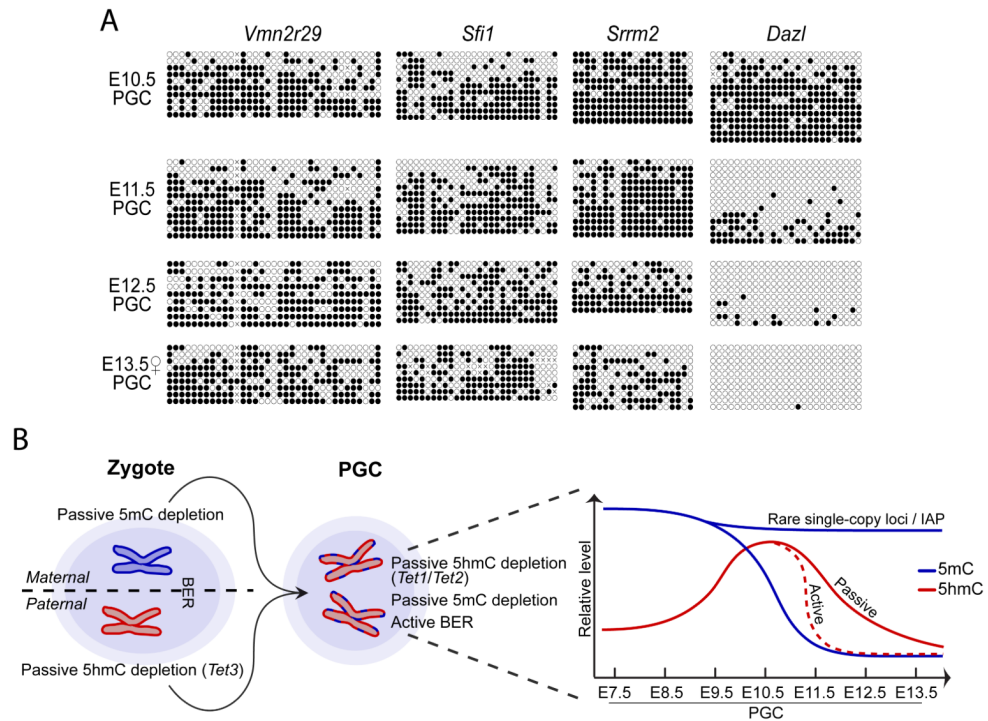 A
Vmn2r29 Sfi1 Srrm2 Dazl
E10.5
PGC
E11.5
PGC
E12.5
PGC
E13.5♀
PGC
B
Zygote
Passive 5mC depletion
Maternal
Paternal
BER
Passive 5hmC depletion (Tet3)
PGC
Passive 5hmC depletion
(Tet1/Tet2)
Passive 5mC depletion
Active BER
Relative level
Rare single-copy loci / IAP
Active
Passive
5mC
5hmC
E7.5 E8.5 E9.5 E10.5 E11.5 E12.5 E13.5
PGC